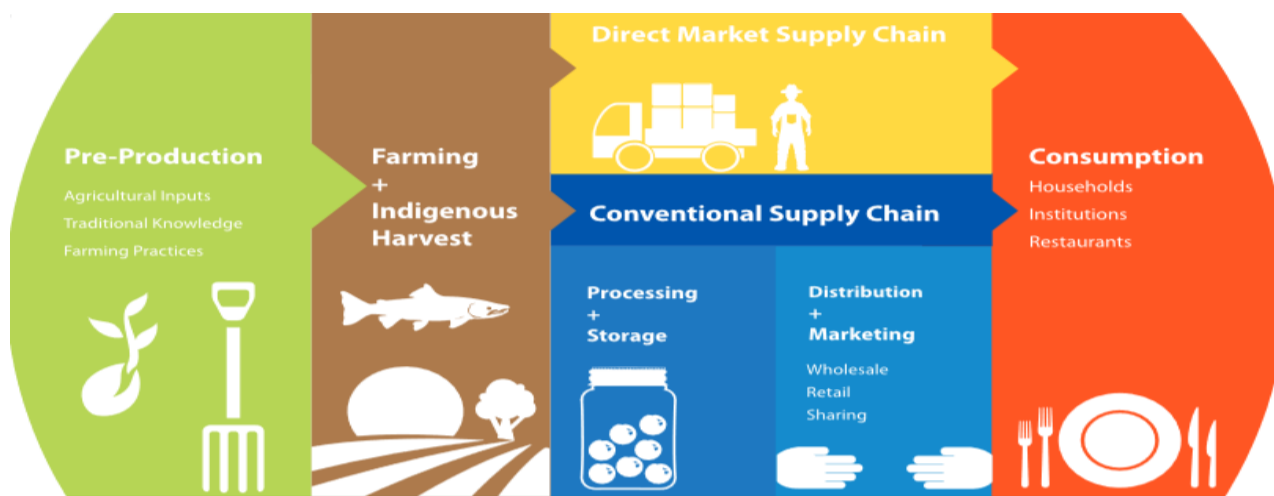 Pre-Production
Agricultural Inputs
Traditional Knowledge
Farming Practices
Farming
+
Indigenous
Harvest
Direct Market Supply Chain
Conventional Supply Chain
Processing
+
Storage
Distribution
+
Marketing
Wholesale
Retail
Sharing
Consumption
Households
Institutions
Restaurants